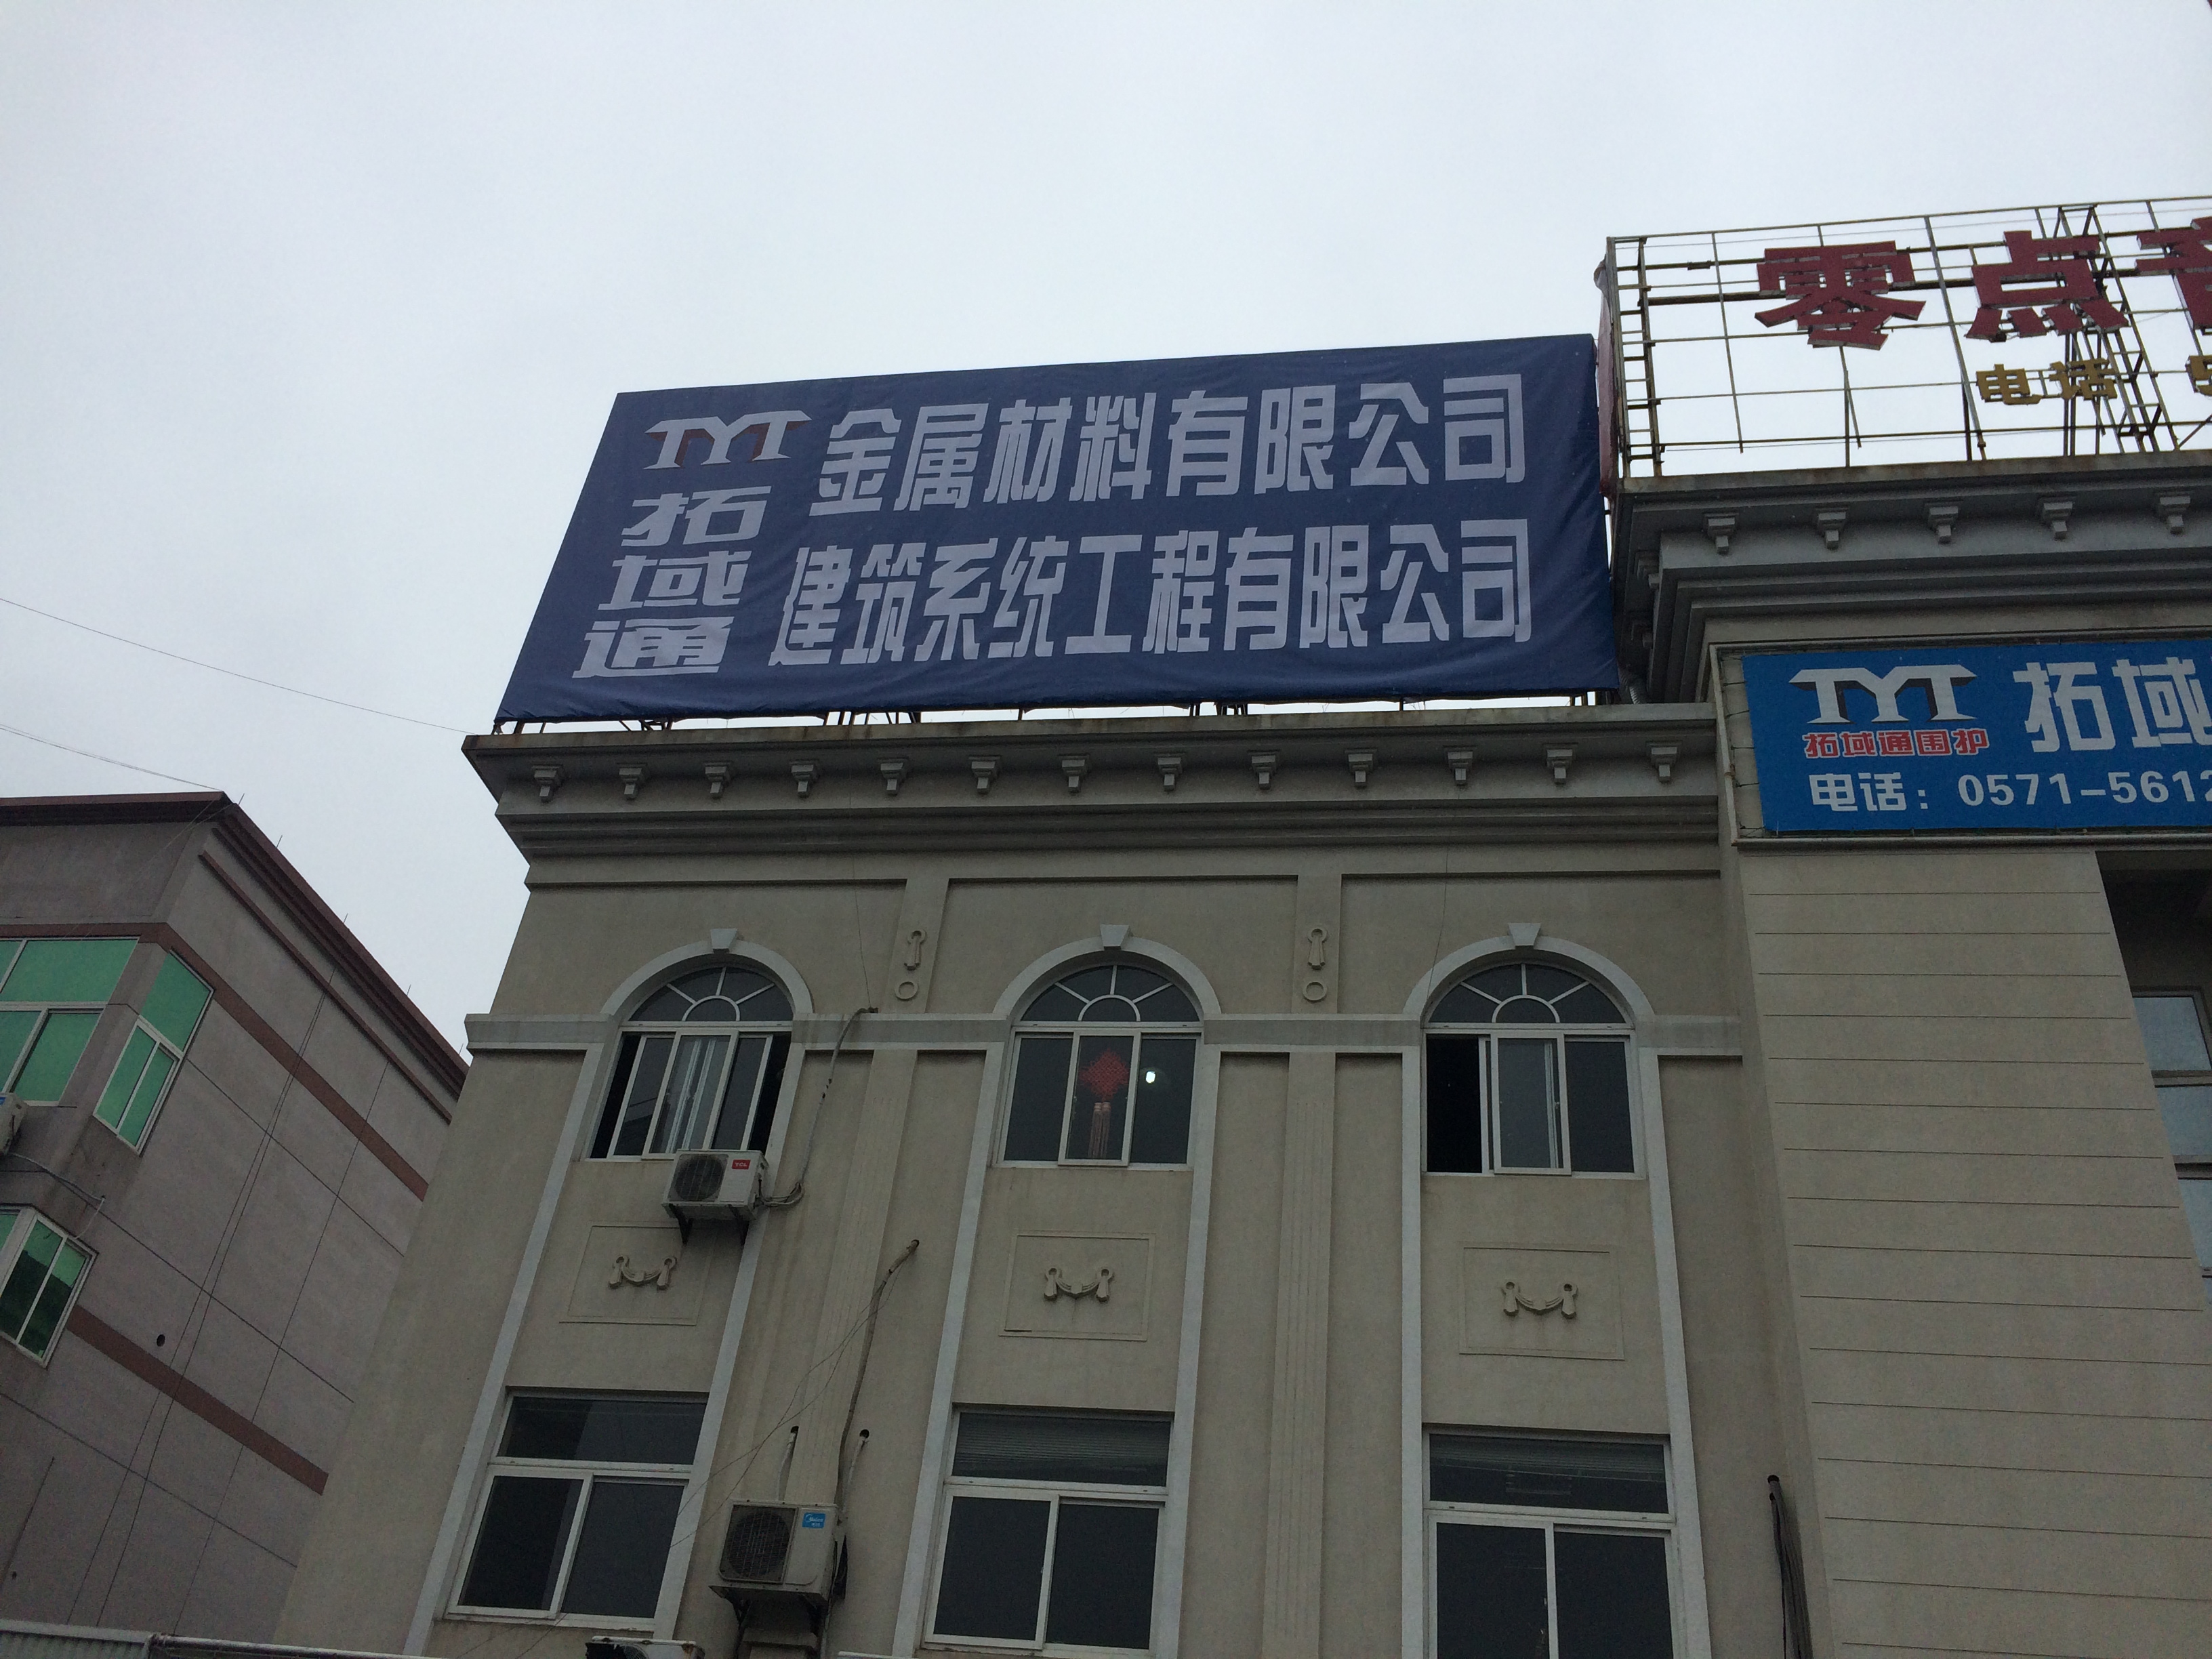 TYT
拓域通
金属材料有限公司
建筑系统工程有限公司
零点
电话
TYT
拓域通围护
拓域
电话：0571-5612
TCL
Midea